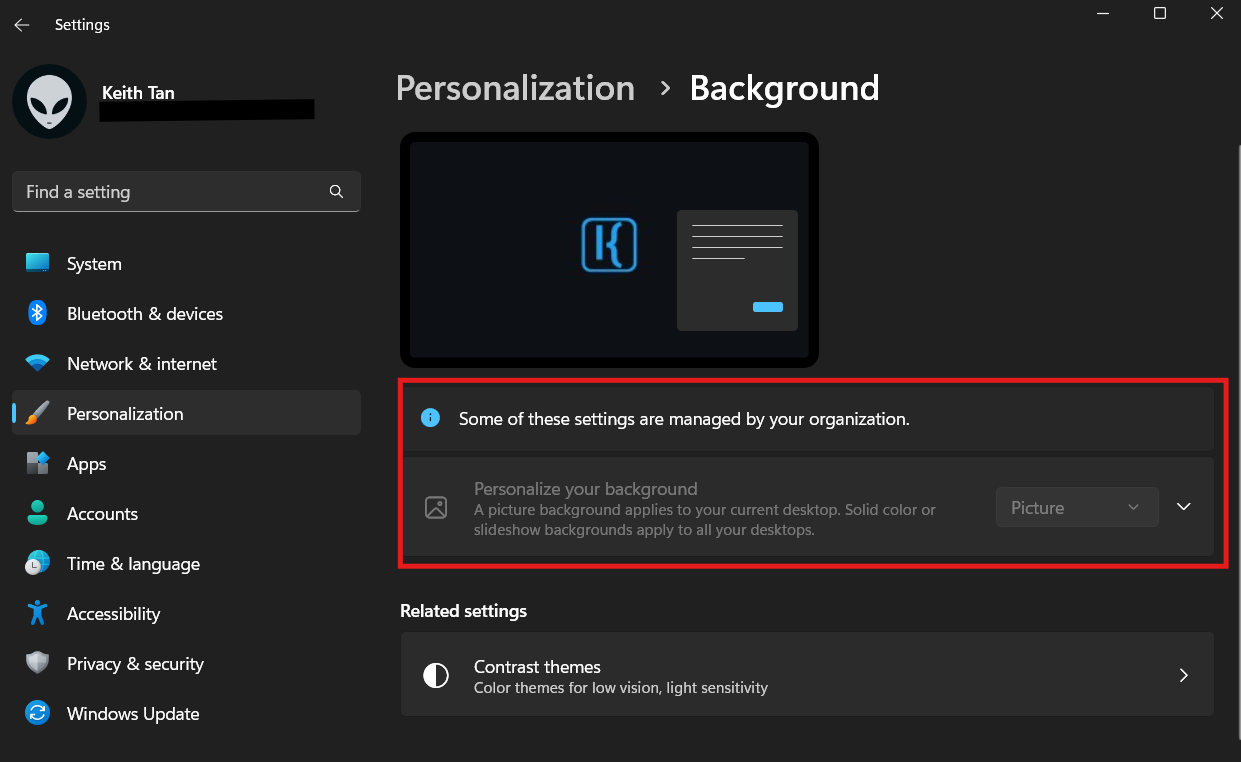 Settings
Keith Tan
Find a setting
System
Bluetooth & devices
Network & internet
Personalization
Apps
Accounts
Time & language
Accessibility
Privacy & security
Windows Update
Personalization › Background
K
Some of these settings are managed by your organization.
Personalize your background
A picture background applies to your current desktop. Solid color or
slideshow backgrounds apply to all your desktops.
Picture
Related settings
Contrast themes
Color themes for low vision, light sensitivity